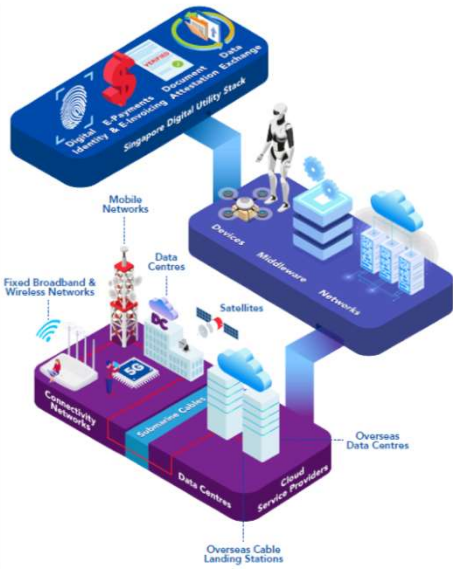 VERIFIED
Digital
Identity
E-Payments
& E-Invoicing
Document
Attestation
Data
Exchange
Singapore Digital Utility Stack
Devices
Middleware
Networks
Mobile
Networks
Data
Centres
Fixed Broadband &
Wireless Networks
Satellites
DC
5G
Connectivity
Networks
Submarine Cables
Data Centres
Cloud
Service Providers
Overseas
Data Centres
Overseas Cable
Landing Stations